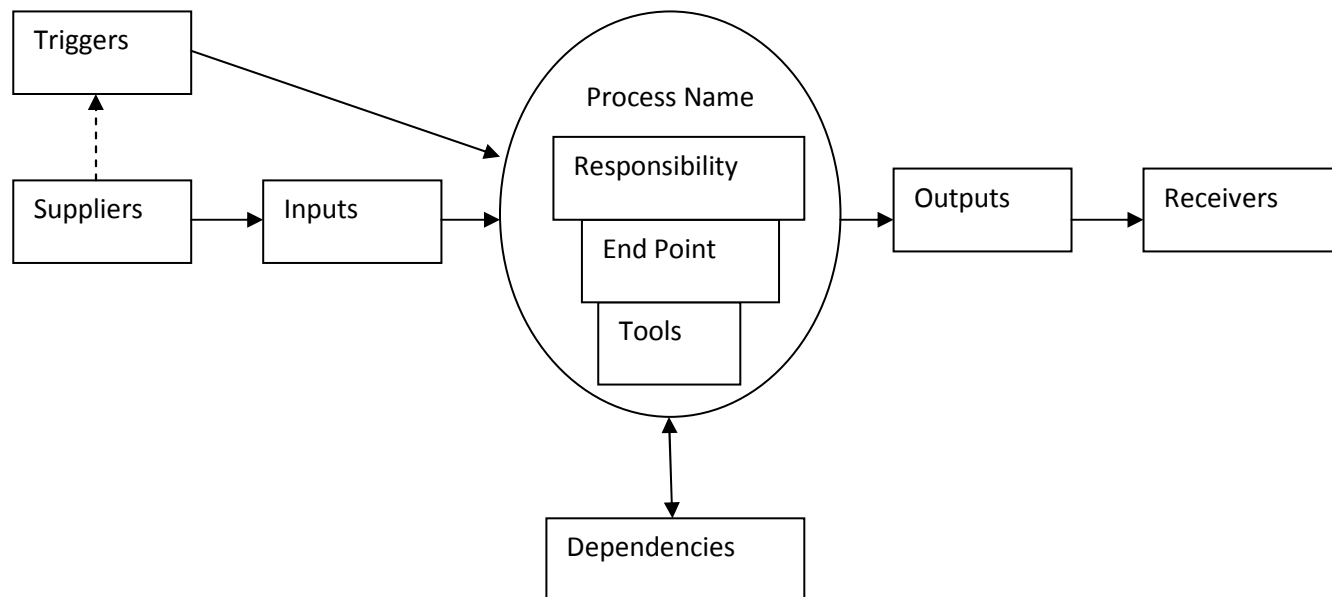 Triggers
Process Name
Responsibility
Suppliers
Inputs
Outputs
Receivers
End Point
Tools
Dependencies